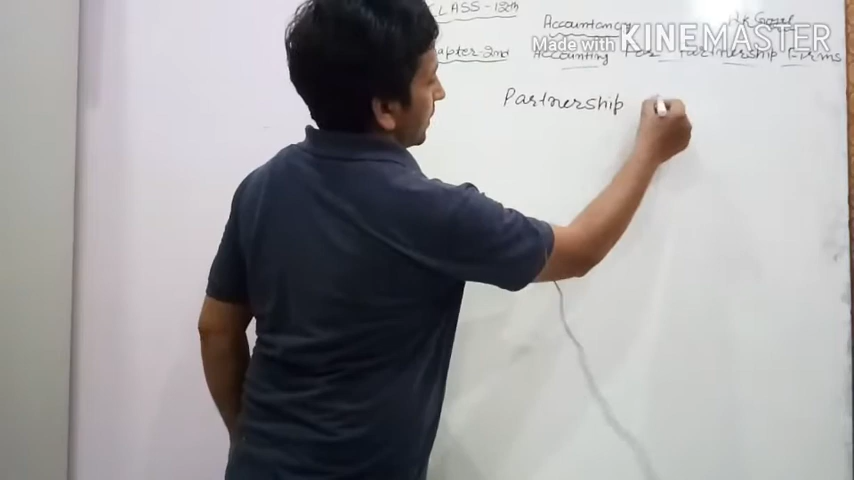 CLASS-12th Accountancy
Chapter-2nd Accounting For Partnership Firms
Made with KINEMASTER
Partnership